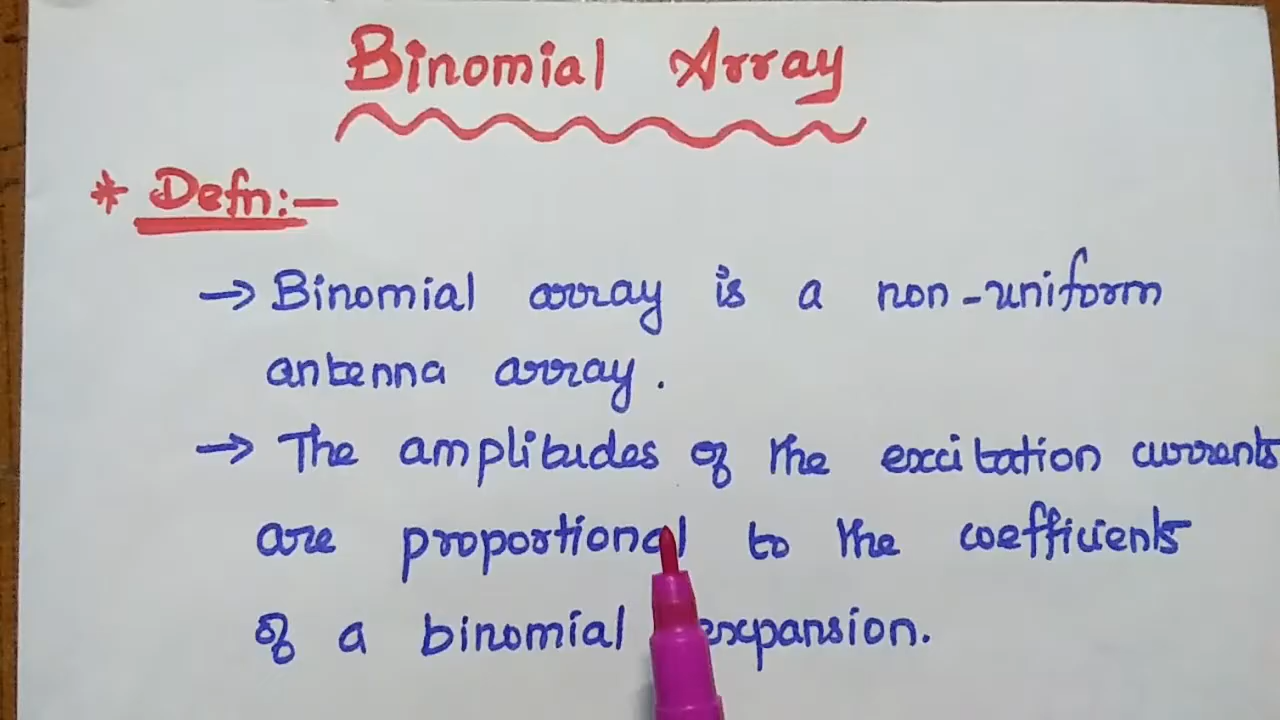 Binomial Array
* Defn:-
→ Binomial array is a non-uniform
antenna array.
→ The amplitudes of the excitation currents
are proportional to the coefficients
of a binomial expansion.